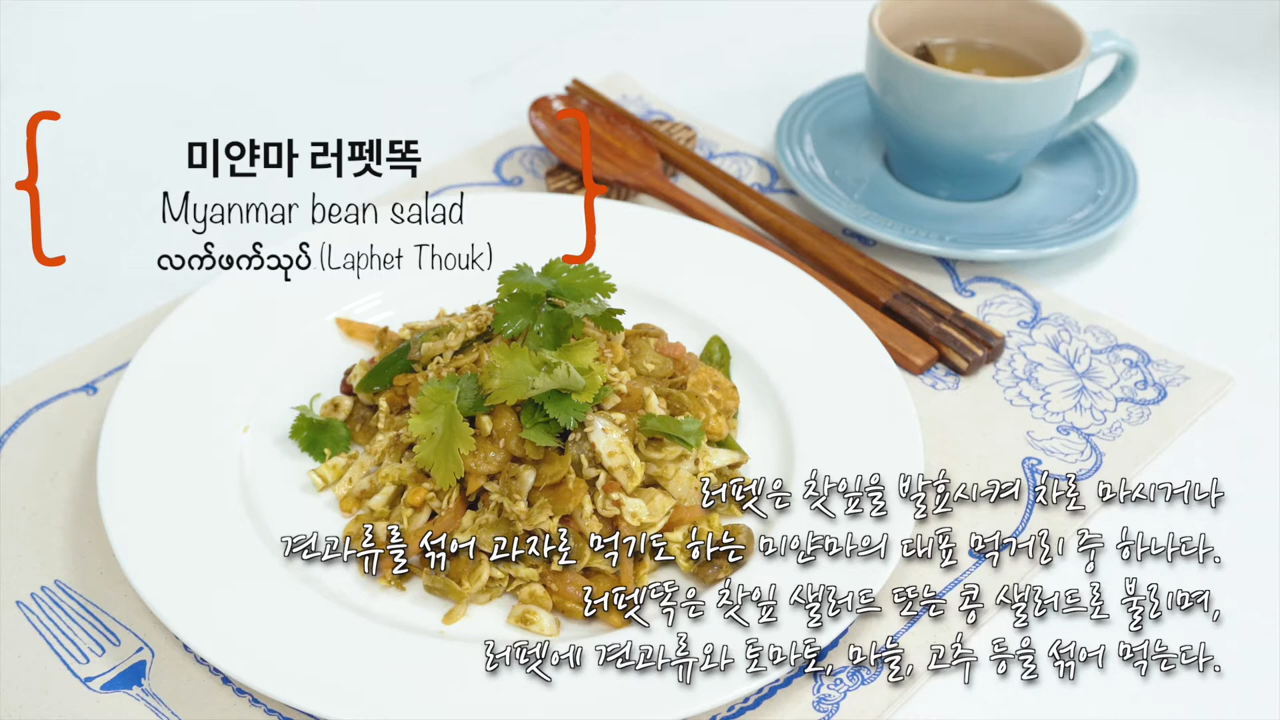 미얀마 러펫똑
Myanmar bean salad
လက်ဖက်သုပ် (Laphet Thouk)
러펫은 찻잎을 발효시켜 차로 마시거나
견과류를 섞어 과자로 먹기도 하는 미얀마의 대표 먹거리 중 하나다.
러펫똑은 찻잎 샐러드 또는 콩 샐러드로 불리며,
러펫에 견과류와 토마토, 마늘, 고추 등을 섞어 먹는다.